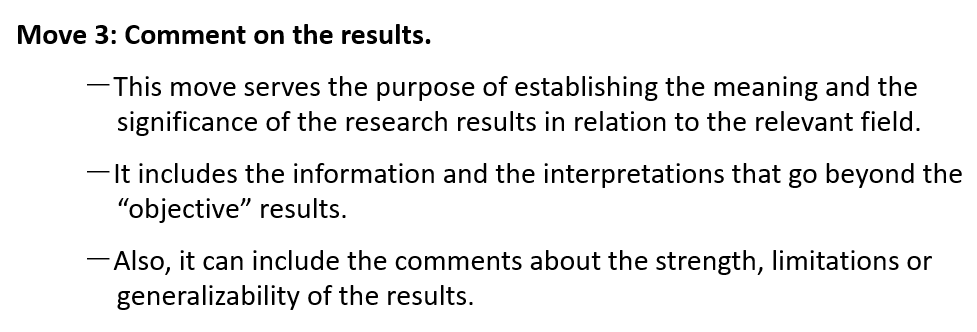 Move 3: Comment on the results.
—This move serves the purpose of establishing the meaning and the
significance of the research results in relation to the relevant field.
—It includes the information and the interpretations that go beyond the
“objective” results.
—Also, it can include the comments about the strength, limitations or
generalizability of the results.